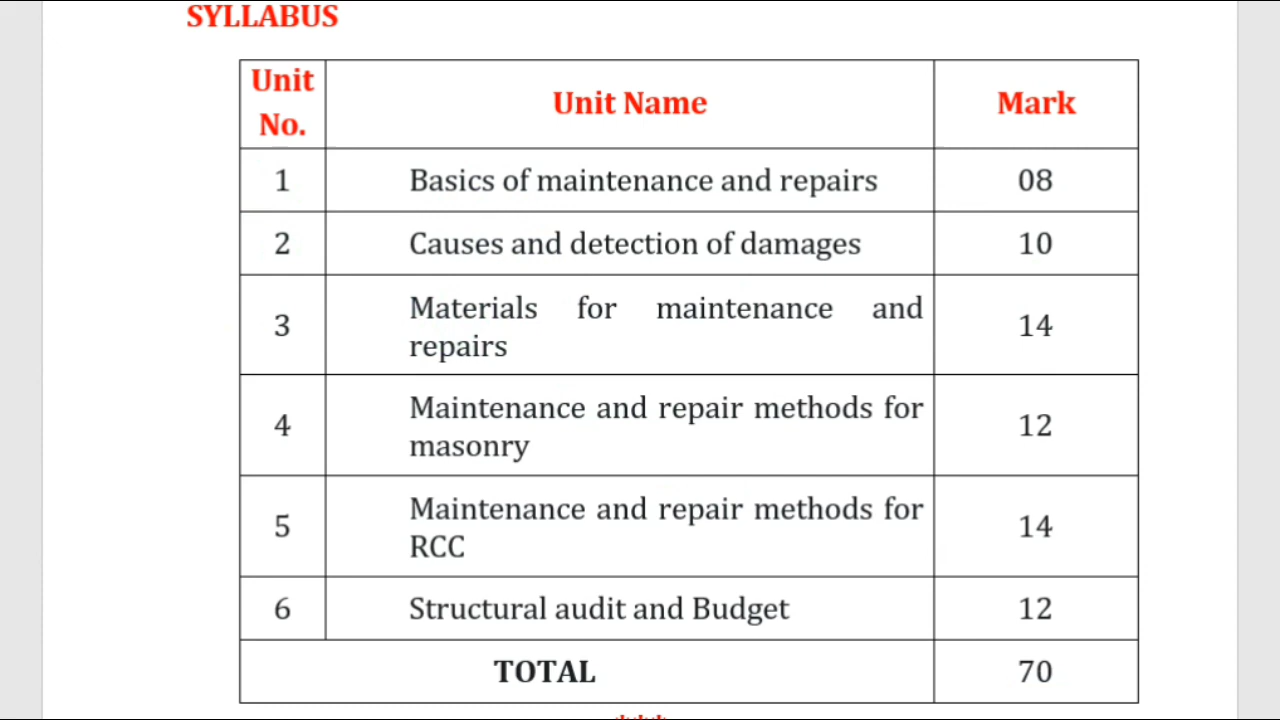 SYLLABUS
Unit No. Unit Name Mark
1 Basics of maintenance and repairs 08
2 Causes and detection of damages 10
3 Materials for maintenance and repairs 14
4 Maintenance and repair methods for masonry 12
5 Maintenance and repair methods for RCC 14
6 Structural audit and Budget 12
TOTAL 70